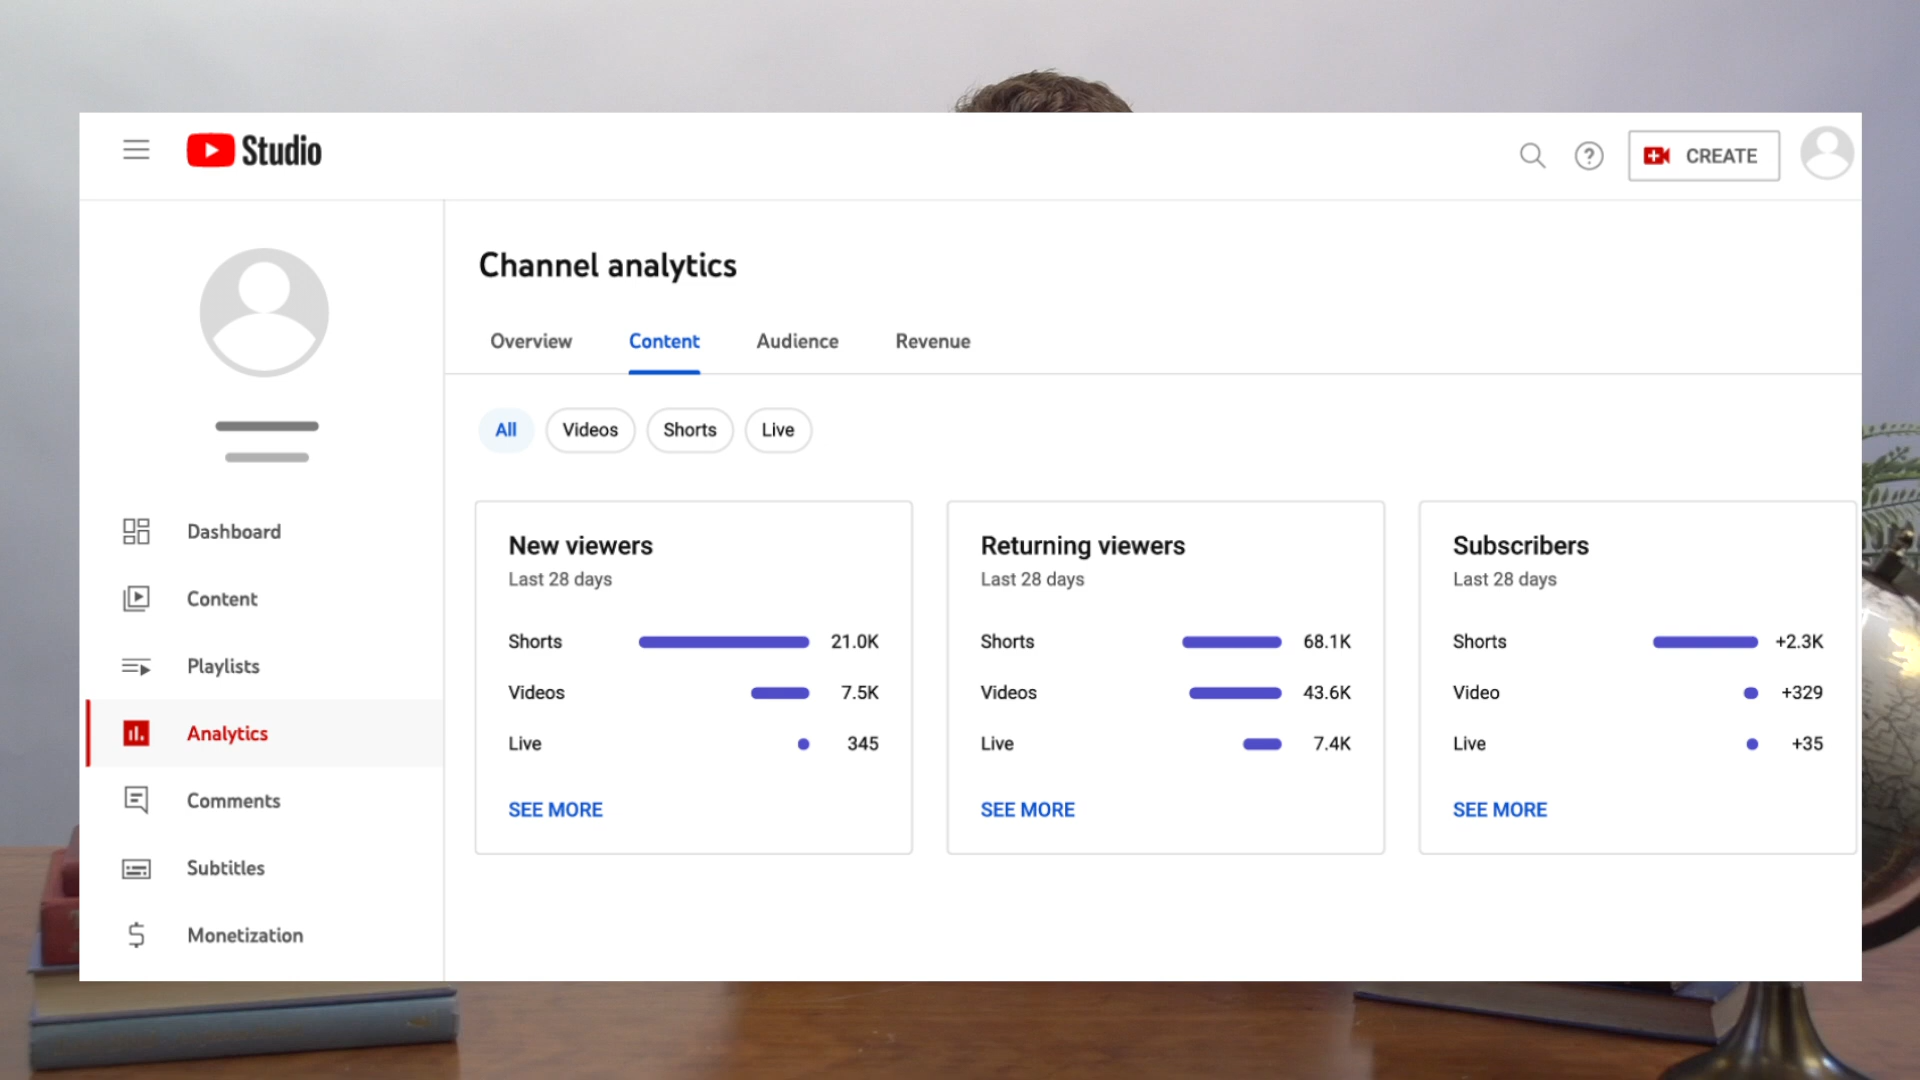 Studio
CREATE
Channel analytics
Overview Content Audience Revenue
All Videos Shorts Live
Dashboard
Content
Playlists
Analytics
Comments
Subtitles
Monetization
New viewers
Last 28 days
Shorts 21.0K
Videos 7.5K
Live 345
SEE MORE
Returning viewers
Last 28 days
Shorts 68.1K
Videos 43.6K
Live 7.4K
SEE MORE
Subscribers
Last 28 days
Shorts +2.3K
Video +329
Live +35
SEE MORE